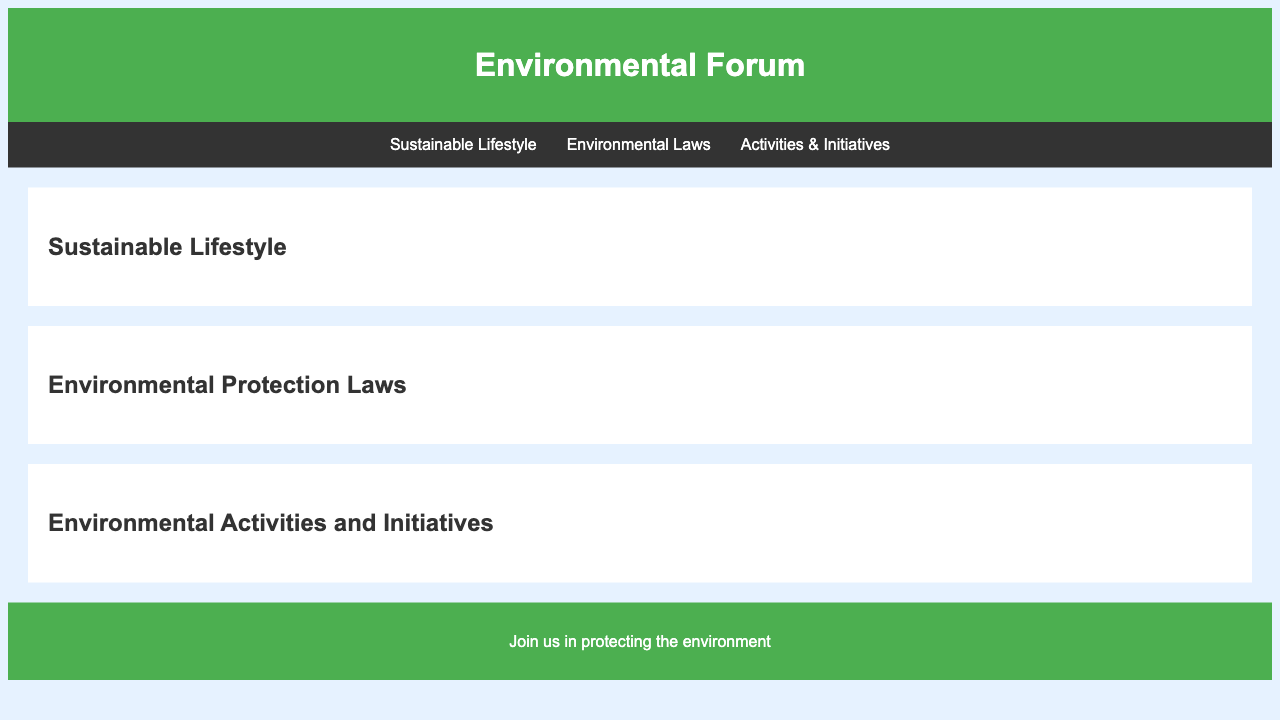 Environmental Forum
Sustainable Lifestyle
Environmental Laws
Activities & Initiatives
Sustainable Lifestyle
Environmental Protection Laws
Environmental Activities and Initiatives
Join us in protecting the environment